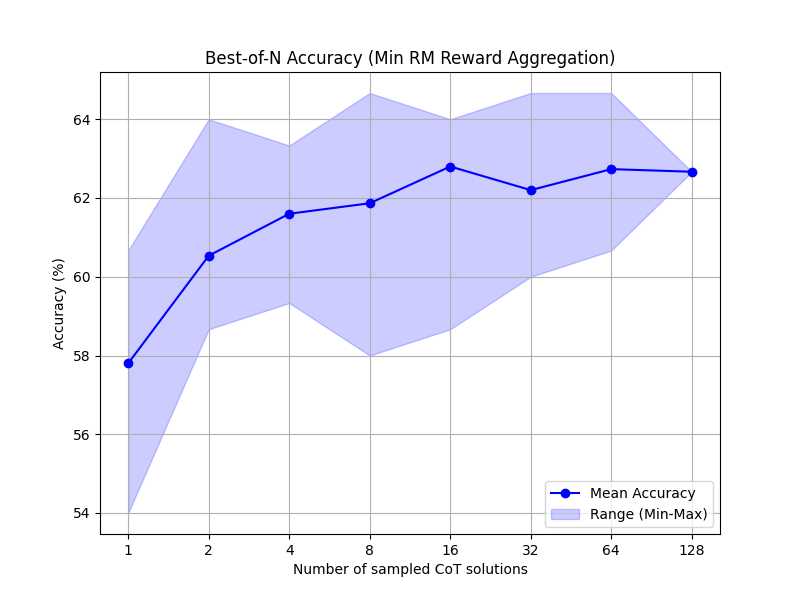 Best-of-N Accuracy (Min RM Reward Aggregation)
Accuracy (%)
64
62
60
58
56
54
Mean Accuracy
Range (Min-Max)
1 2 4 8 16 32 64 128
Number of sampled CoT solutions